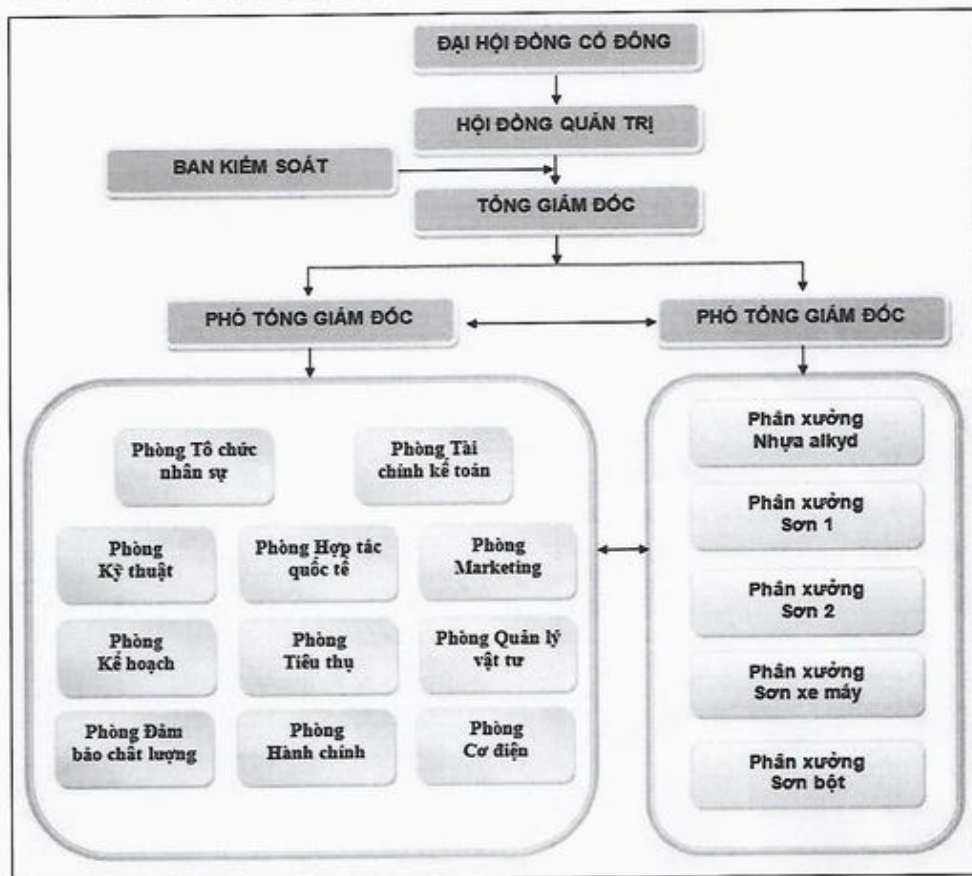 ĐẠI HỘI ĐỒNG CỔ ĐÔNG
HỘI ĐỒNG QUẢN TRỊ
BAN KIỂM SOÁT
TỔNG GIÁM ĐỐC
PHÓ TỔNG GIÁM ĐỐC
PHÓ TỔNG GIÁM ĐỐC
Phòng Tổ chức
nhân sự
Phòng Tài
chính kế toán
Phòng
Kỹ thuật
Phòng Hợp tác
quốc tế
Phòng
Marketing
Phòng
Kế hoạch
Phòng
Tiêu thụ
Phòng Quản lý
vật tư
Phòng Đảm
bảo chất lượng
Phòng
Hành chính
Phòng
Cơ điện
Phân xưởng
Nhựa alkyd
Phân xưởng
Sơn 1
Phân xưởng
Sơn 2
Phân xưởng
Sơn xe máy
Phân xưởng
Sơn bột